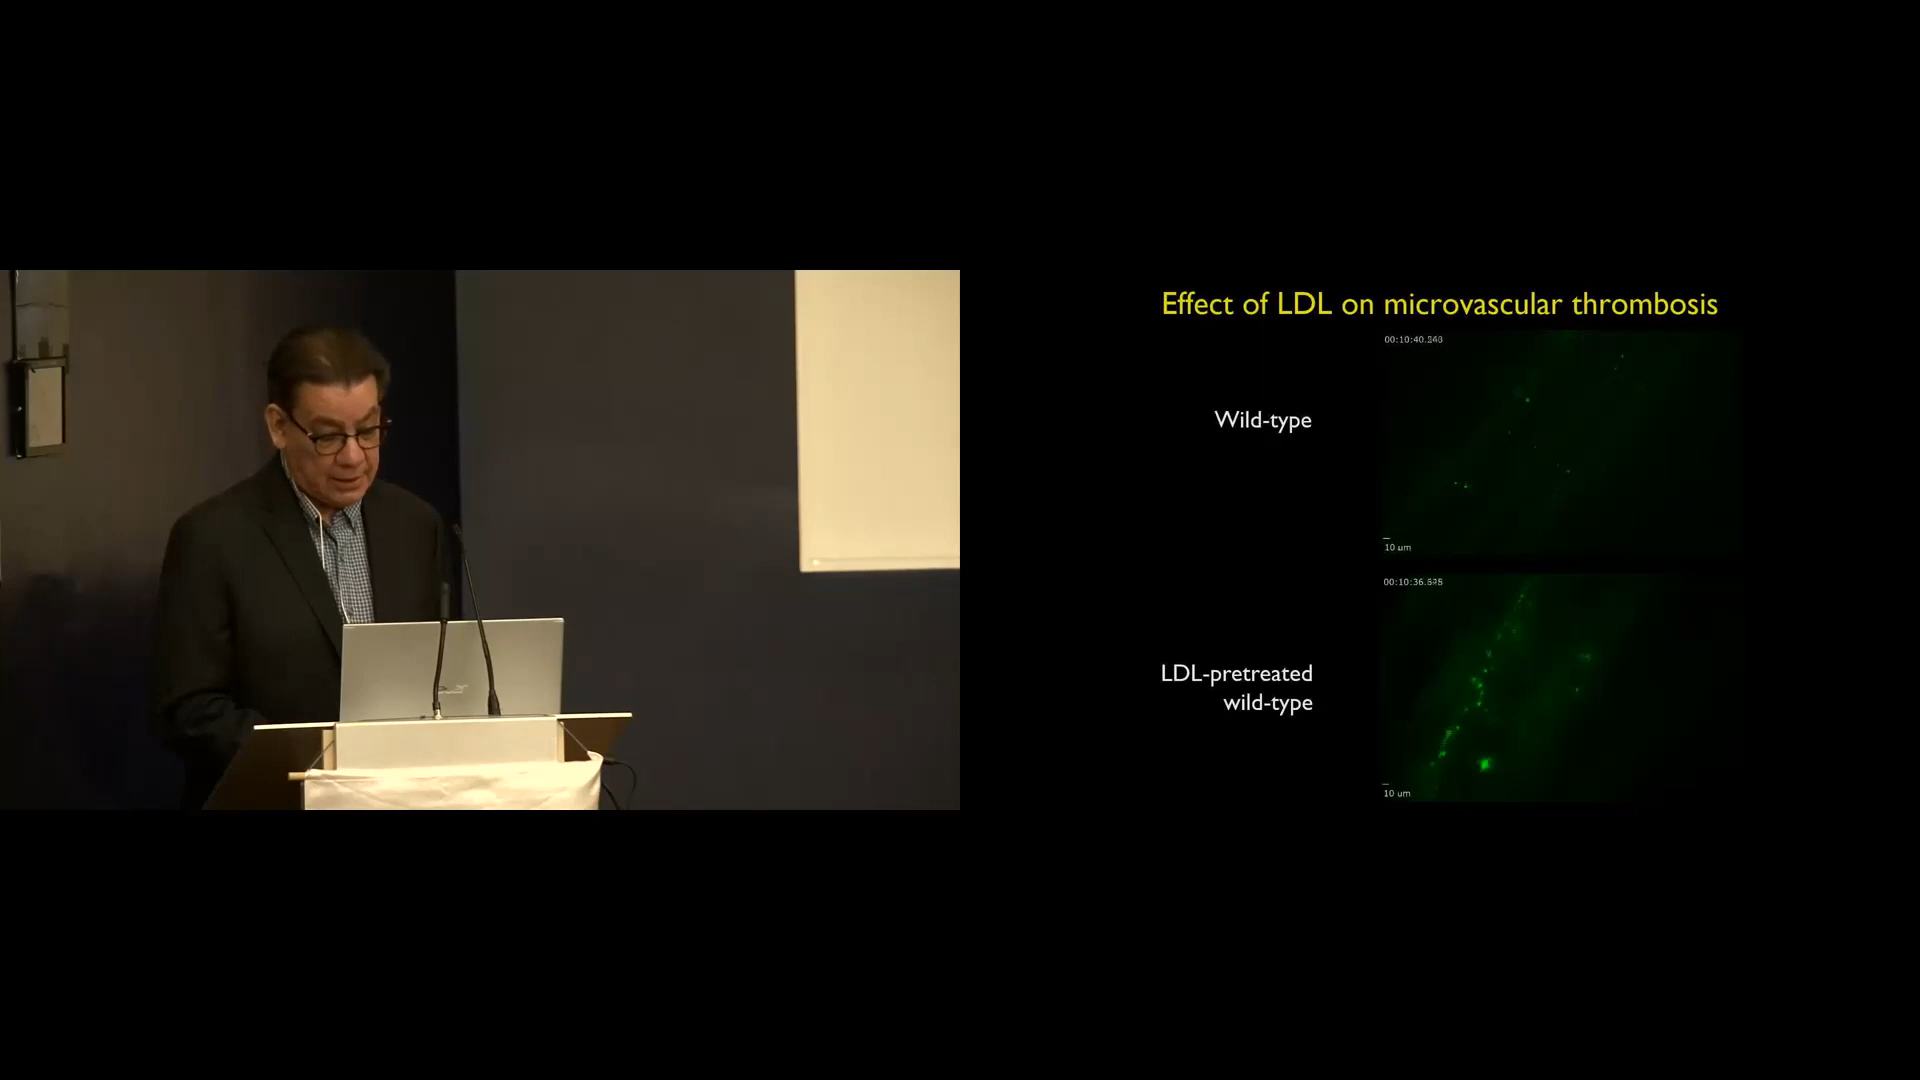 Effect of LDL on microvascular thrombosis
Wild-type
10 um
LDL-pretreated
wild-type
10 um